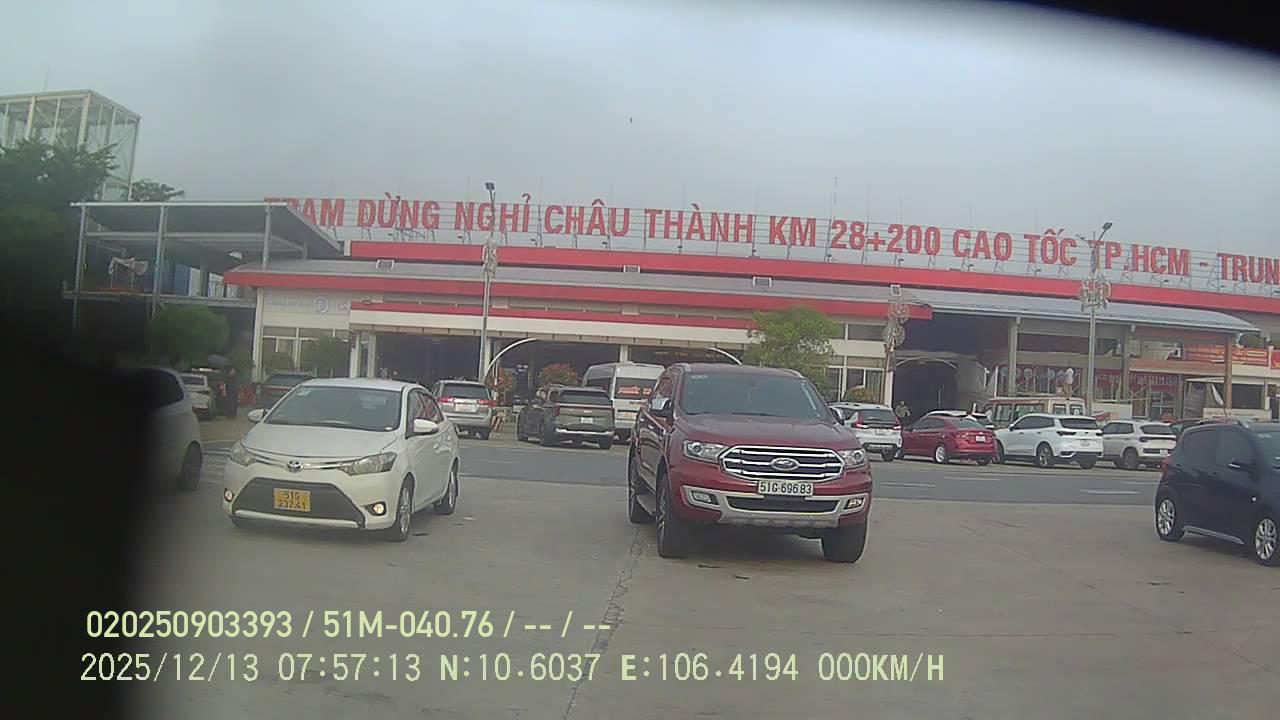 TRẠM DỪNG NGHỈ CHÂU THÀNH KM 28+200 CAO TỐC TP.HCM - TRUN
51G
237.41
51G-696 83
020250903393 / 51M-040.76 / -- / --
2025/12/13 07:57:13 N:10.6037 E:106.4194 000KM/H